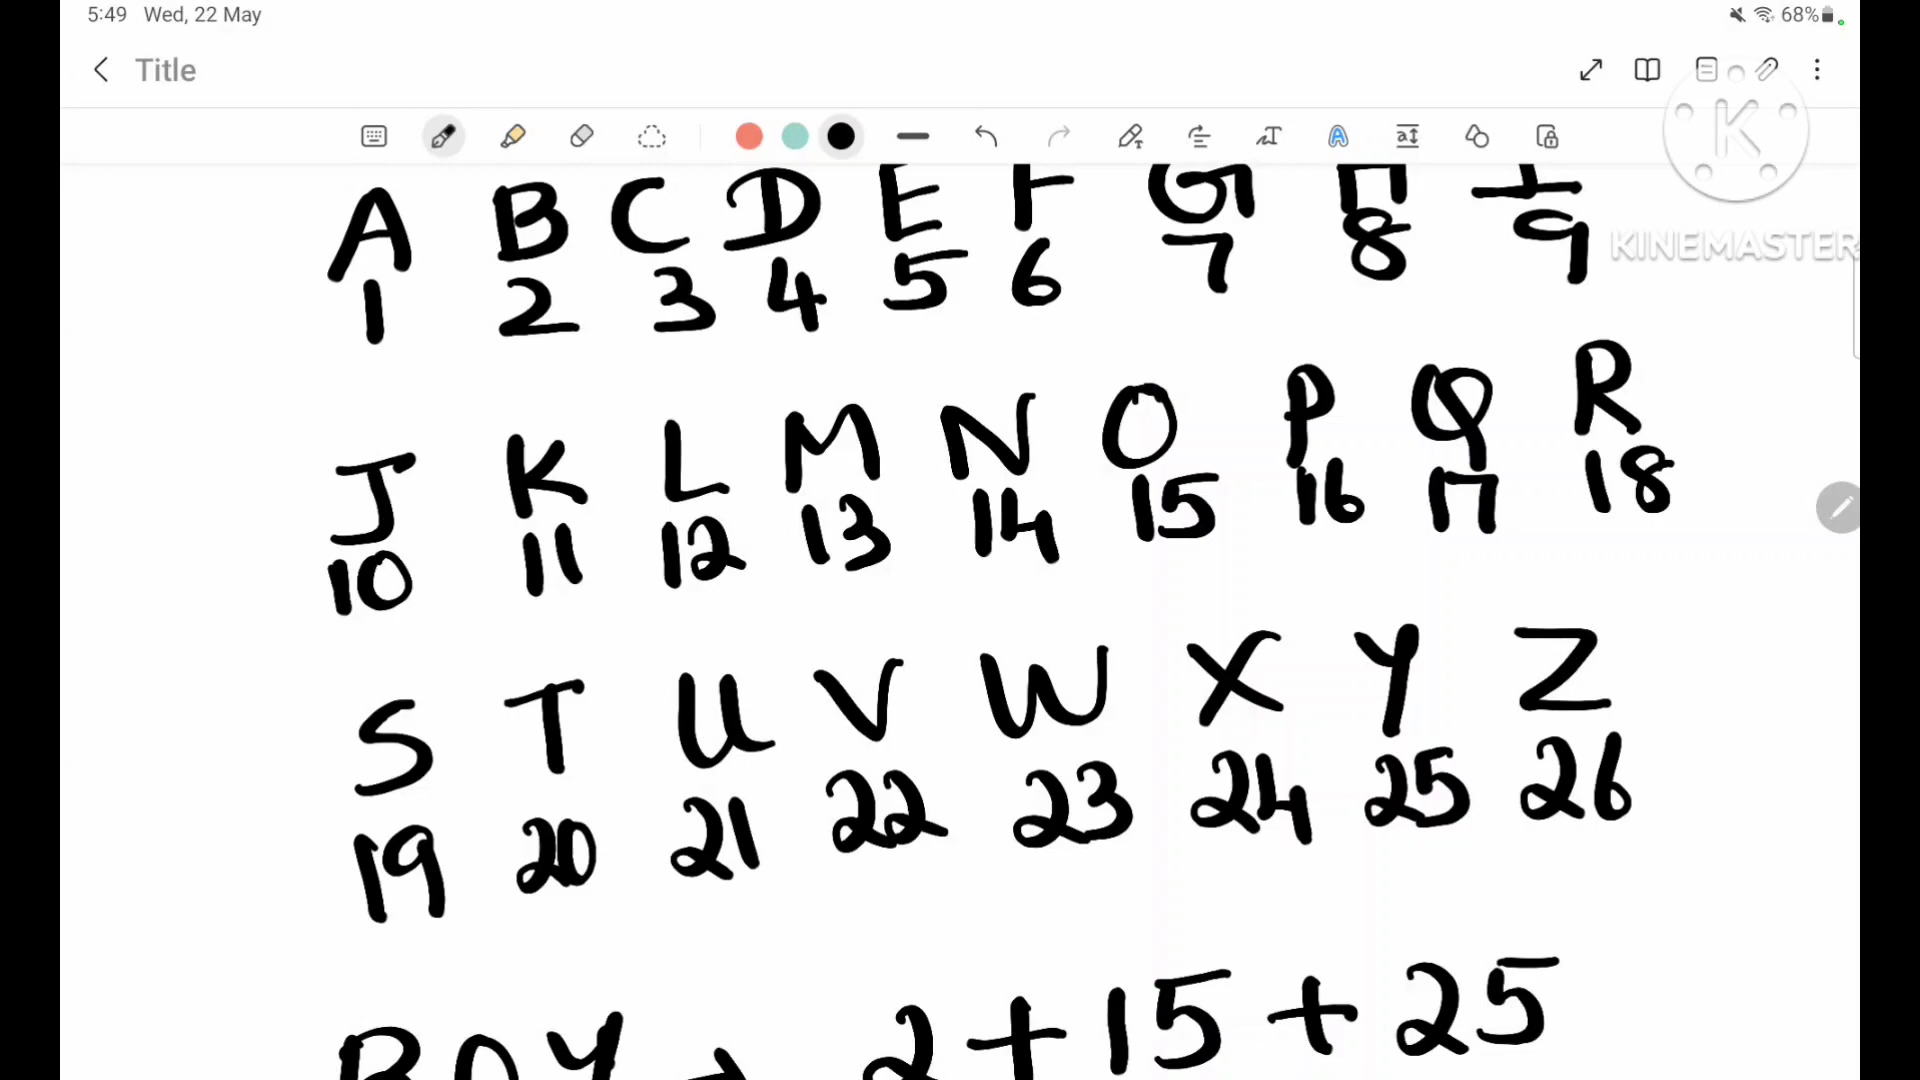 5:49 Wed, 22 May 68%
Title
K
KINEMASTER
A B C D E F G H I
1 2 3 4 5 6 7 8 9
J K L M N O P Q R
10 11 12 13 14 15 16 17 18
S T U V W X Y Z
19 20 21 22 23 24 25 26
BOY → 2 + 15 + 25